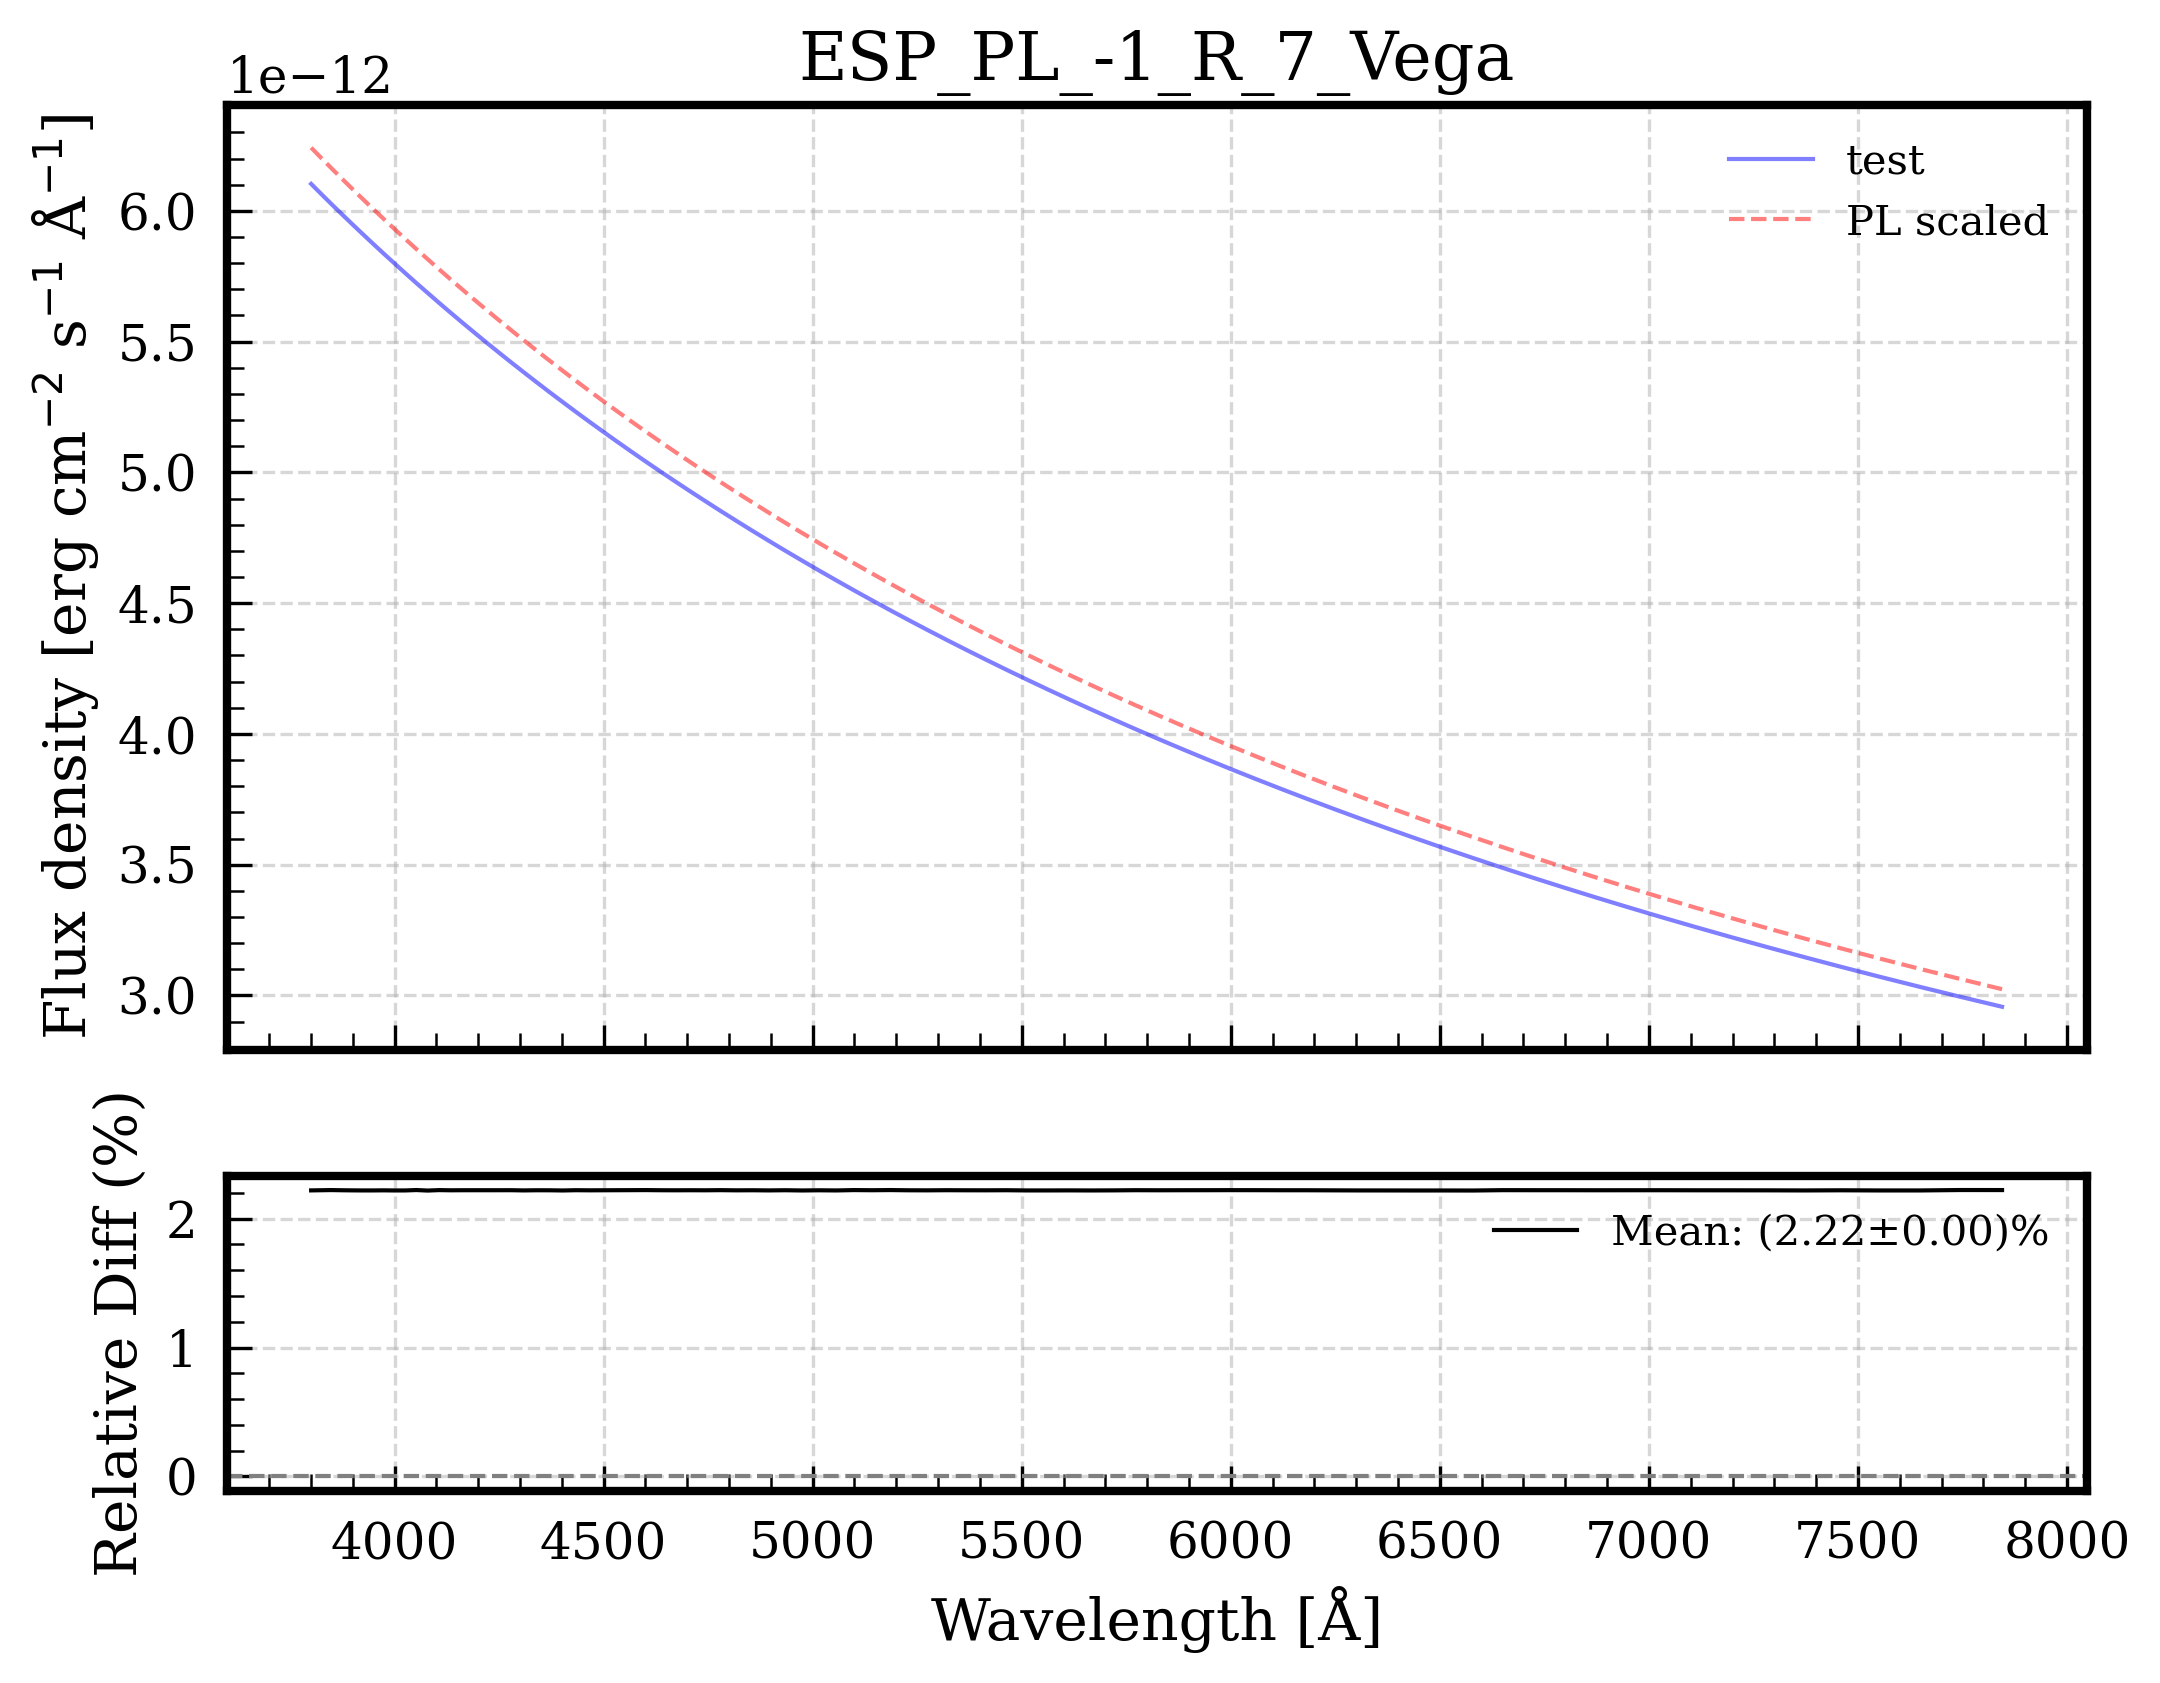 ESP_PL_-1_R_7_Vega
1e−12
Flux density [erg cm⁻² s⁻¹ Å⁻¹]
6.0
5.5
5.0
4.5
4.0
3.5
3.0
test
PL scaled
Relative Diff (%)
2
1
0
Mean: (2.22±0.00)%
4000 4500 5000 5500 6000 6500 7000 7500 8000
Wavelength [Å]